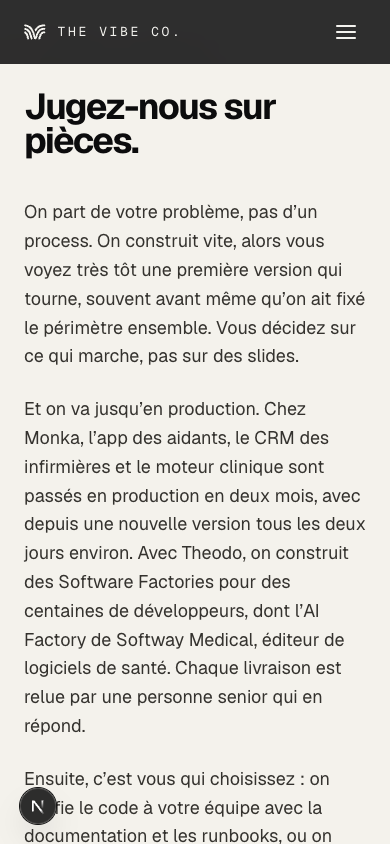 THE VIBE CO.
Jugez-nous sur
pièces.
On part de votre problème, pas d’un
process. On construit vite, alors vous
voyez très tôt une première version qui
tourne, souvent avant même qu’on ait fixé
le périmètre ensemble. Vous décidez sur
ce qui marche, pas sur des slides.
Et on va jusqu’en production. Chez
Monka, l’app des aidants, le CRM des
infirmières et le moteur clinique sont
passés en production en deux mois, avec
depuis une nouvelle version tous les deux
jours environ. Avec Theodo, on construit
des Software Factories pour des
centaines de développeurs, dont l’AI
Factory de Softway Medical, éditeur de
logiciels de santé. Chaque livraison est
relue par une personne senior qui en
répond.
Ensuite, c’est vous qui choisissez : on
N
le code à votre équipe avec la
documentation et les runbooks, ou on